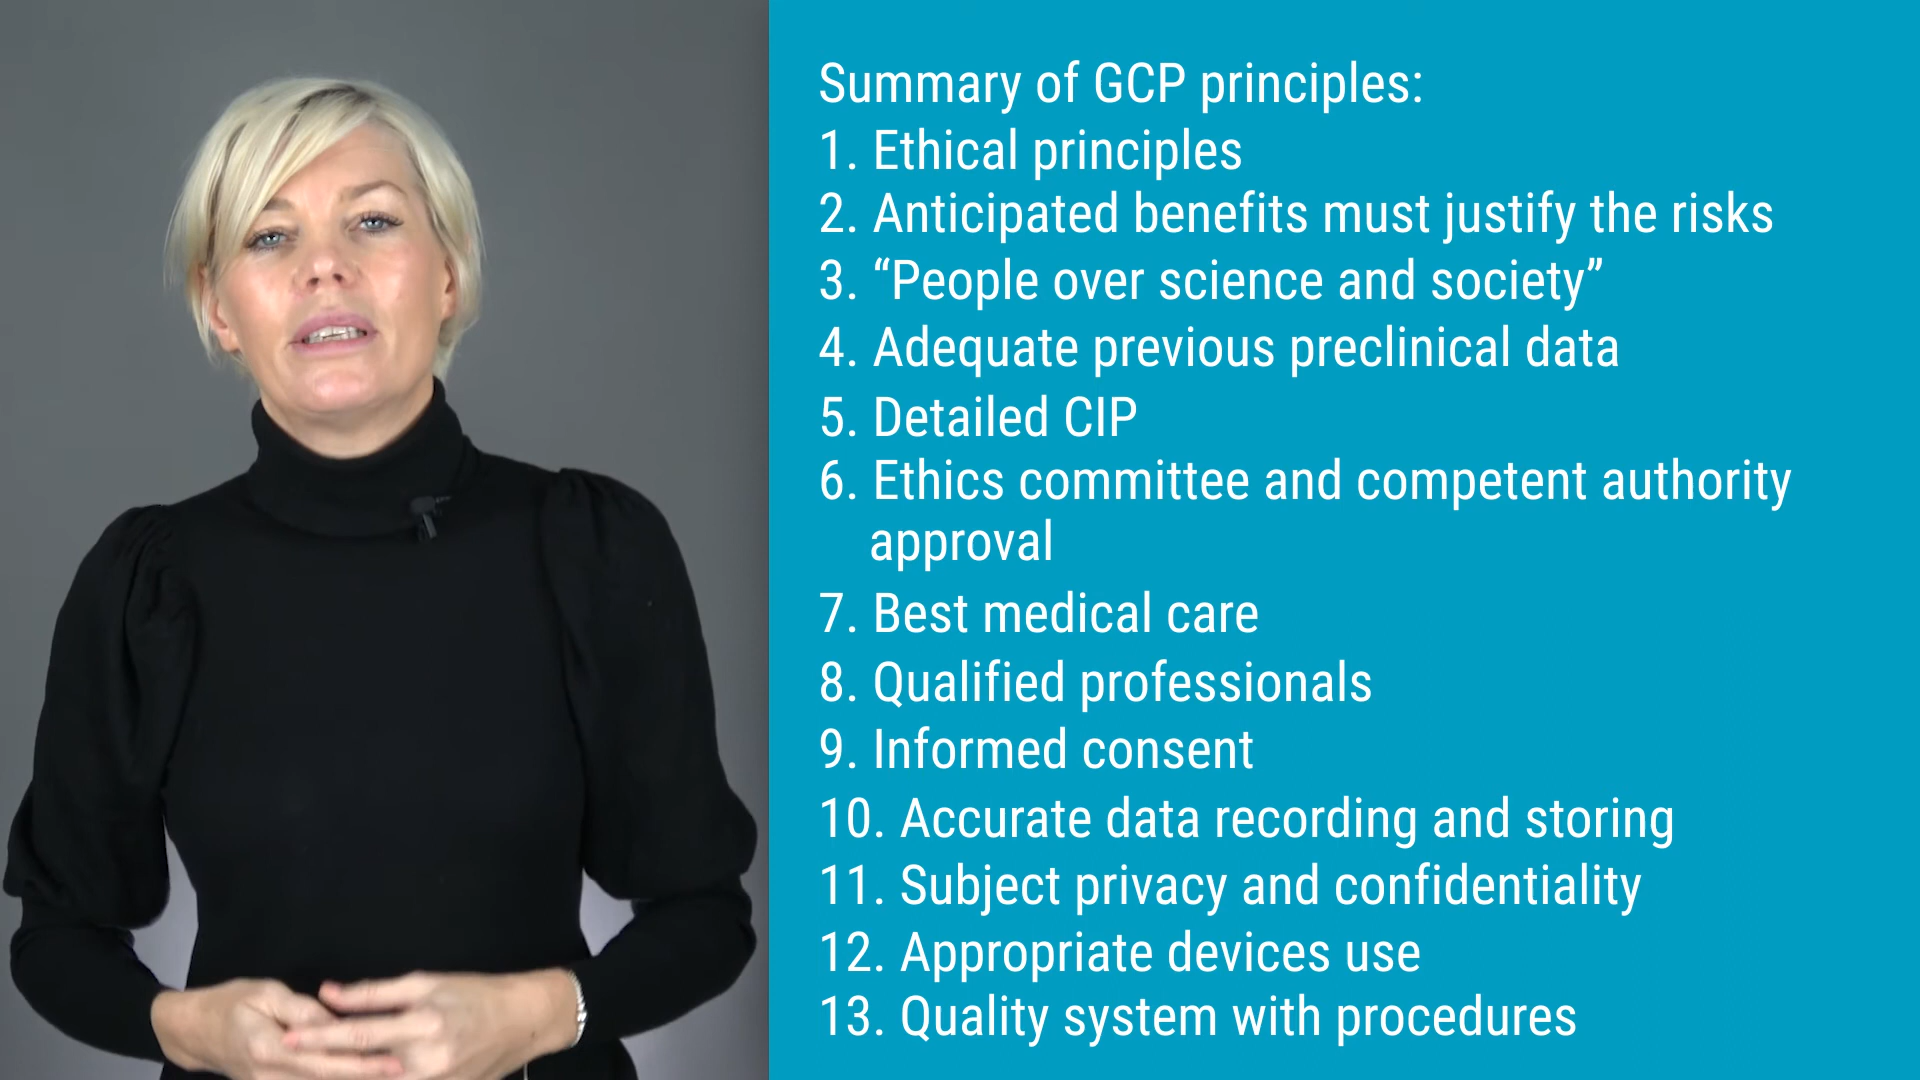 Summary of GCP principles:
1. Ethical principles
2. Anticipated benefits must justify the risks
3. “People over science and society”
4. Adequate previous preclinical data
5. Detailed CIP
6. Ethics committee and competent authority
approval
7. Best medical care
8. Qualified professionals
9. Informed consent
10. Accurate data recording and storing
11. Subject privacy and confidentiality
12. Appropriate devices use
13. Quality system with procedures